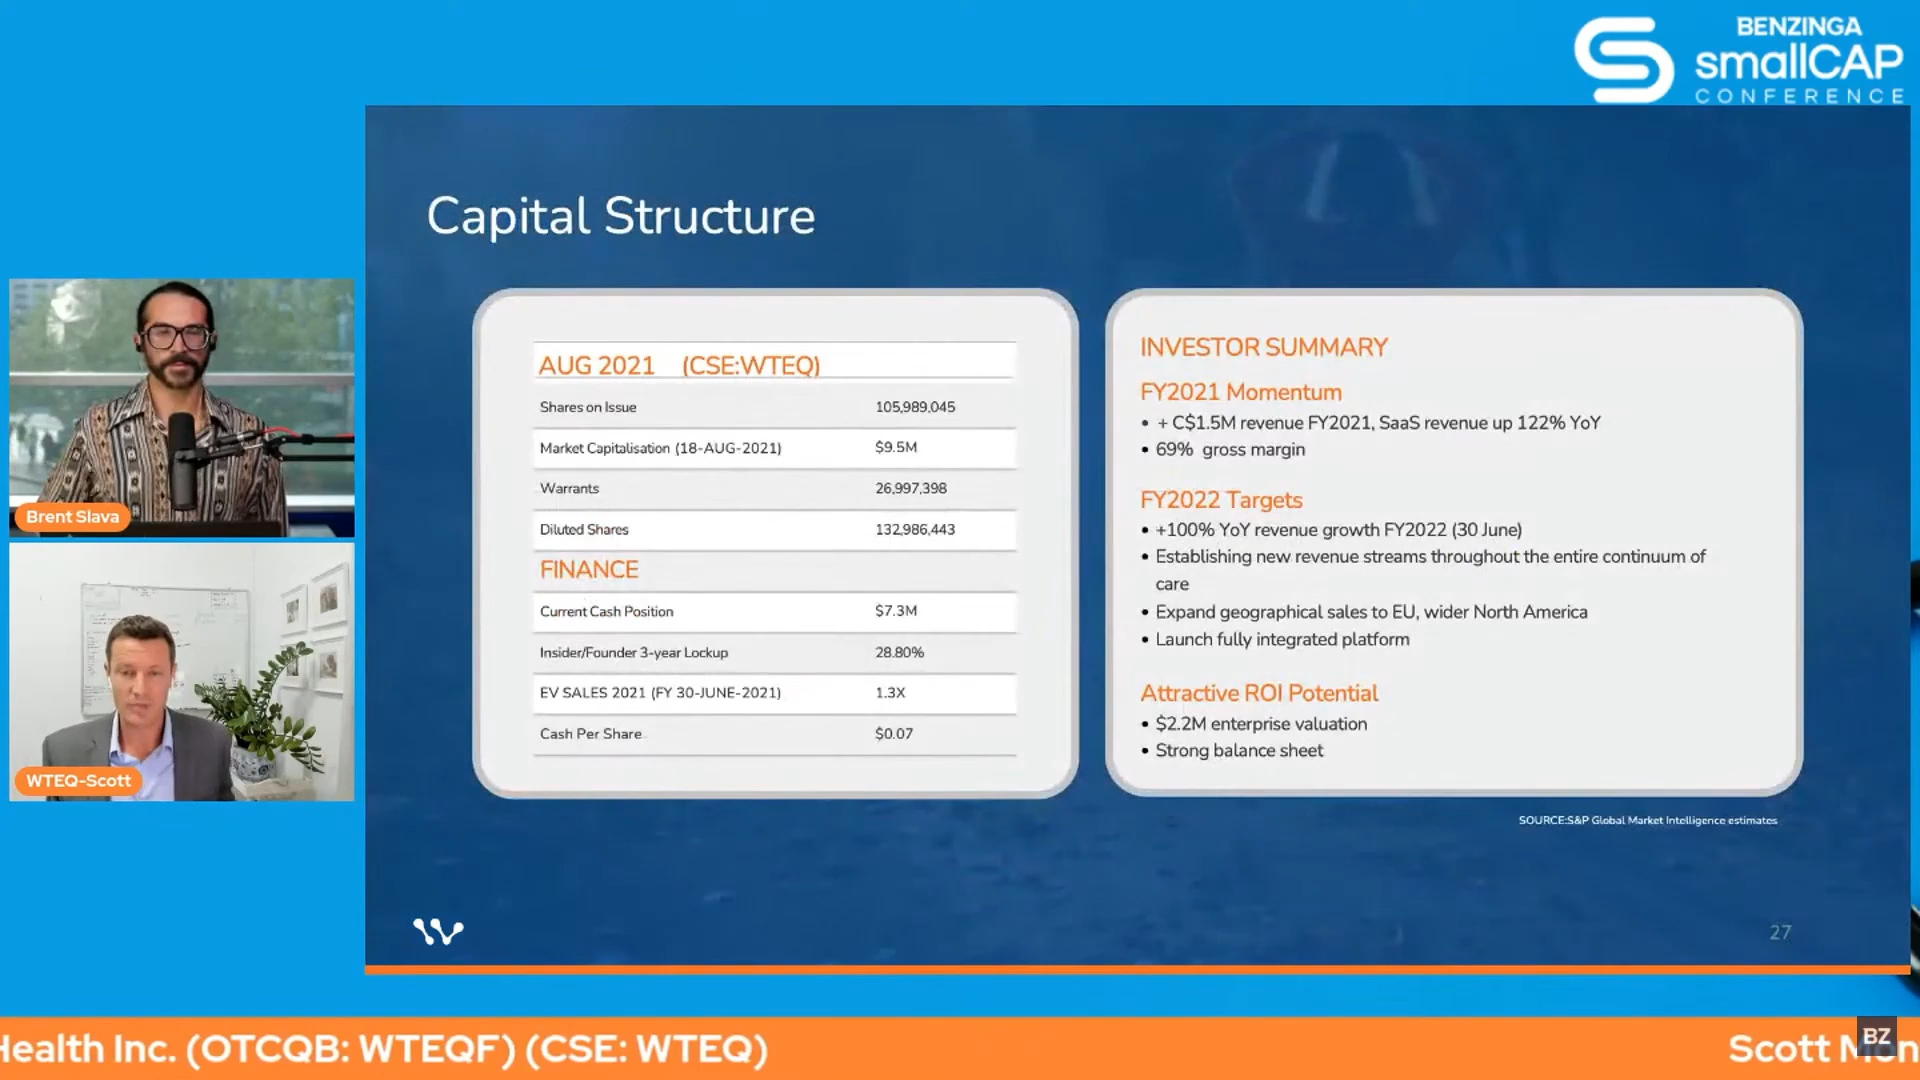 BENZINGA
smallCAP
CONFERENCE
Capital Structure
AUG 2021 (CSE:WTEQ)
Shares on Issue 105,989,045
Market Capitalisation (18-AUG-2021) $9.5M
Warrants 26,997,398
Diluted Shares 132,986,443
FINANCE
Current Cash Position $7.3M
Insider/Founder 3-year Lockup 28.80%
EV SALES 2021 (FY 30-JUNE-2021) 1.3X
Cash Per Share $0.07
INVESTOR SUMMARY
FY2021 Momentum
• + C$1.5M revenue FY2021, SaaS revenue up 122% YoY
• 69% gross margin
FY2022 Targets
• +100% YoY revenue growth FY2022 (30 June)
• Establishing new revenue streams throughout the entire continuum of
care
• Expand geographical sales to EU, wider North America
• Launch fully integrated platform
Attractive ROI Potential
• $2.2M enterprise valuation
• Strong balance sheet
SOURCE:S&P Global Market Intelligence estimates
27
Brent Slava
WTEQ-Scott
Health Inc. (OTCQB: WTEQF) (CSE: WTEQ)
Scott
BZ